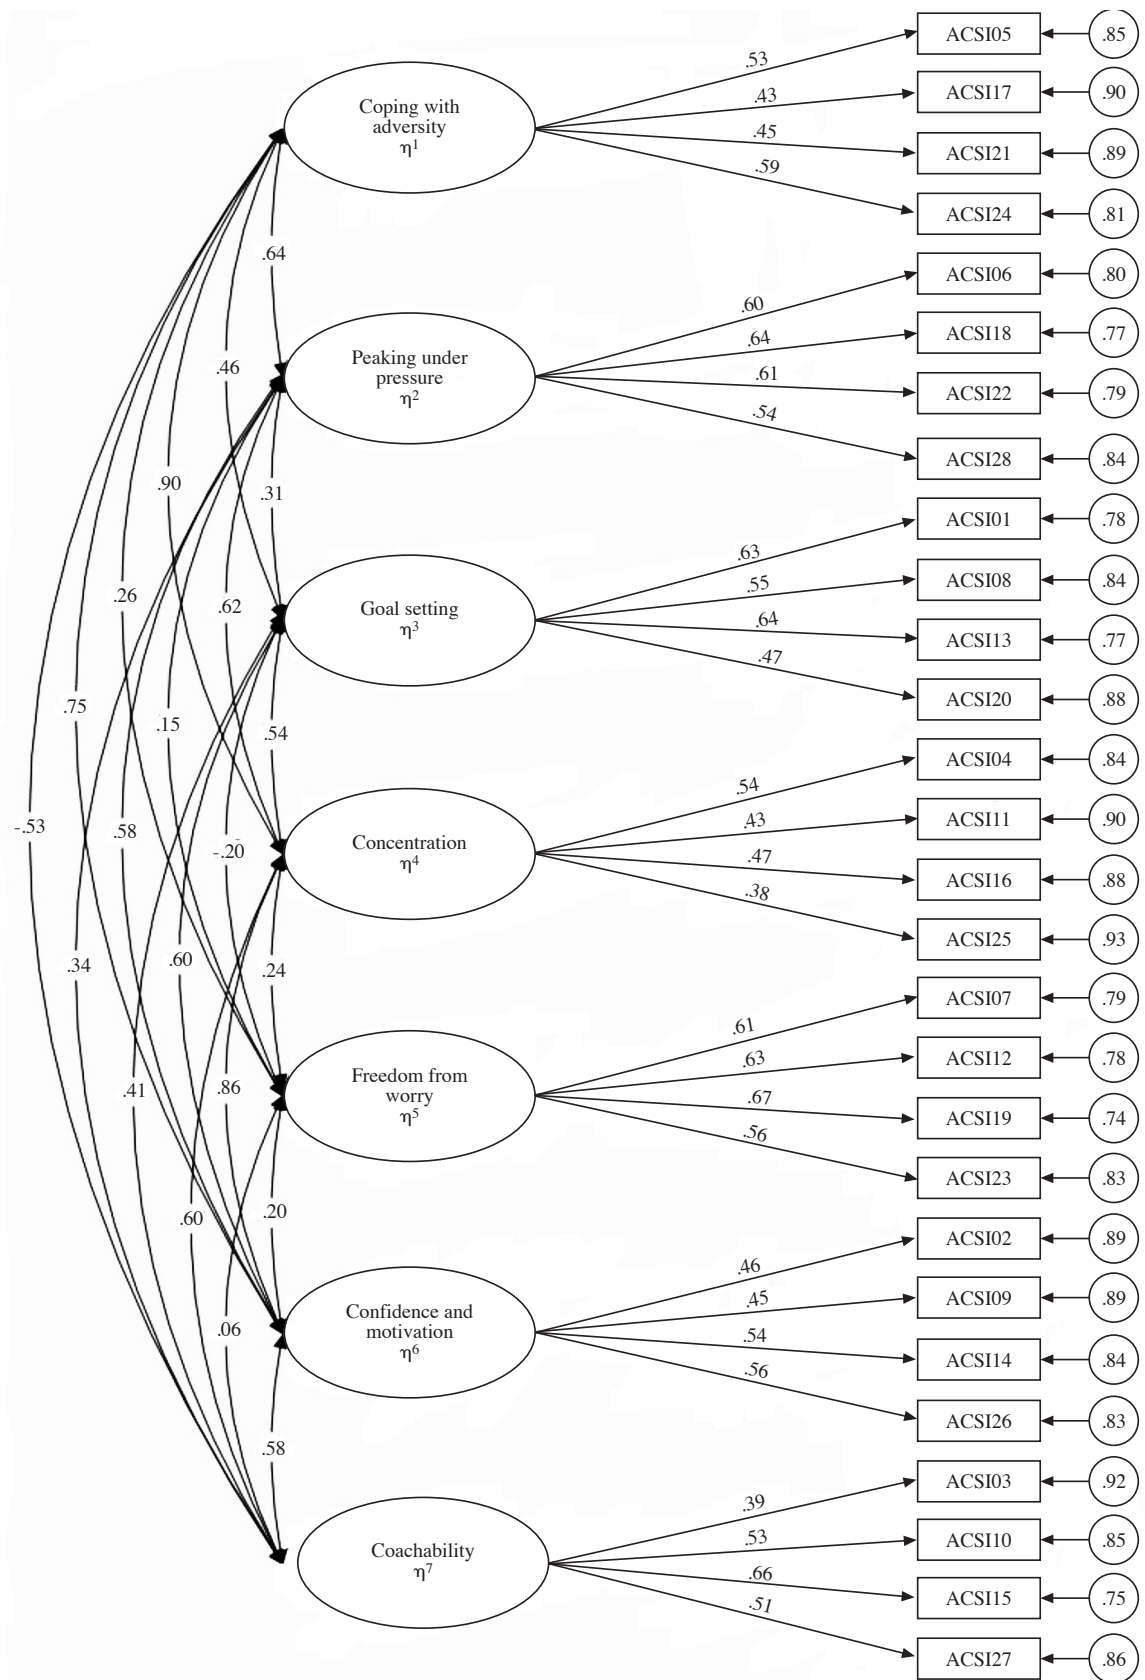 ACSI05
.85
.53
Coping with
adversity
η1
.43
ACSI17
.90
.45
ACSI21
.89
.59
ACSI24
.81
.64
ACSI06
.80
.60
Peaking under
pressure
η2
.64
ACSI18
.77
.46
.61
ACSI22
.79
.54
ACSI28
.84
.90
.31
ACSI01
.78
.63
.26
.62
Goal setting
η3
.55
ACSI08
.84
.64
ACSI13
.77
.47
ACSI20
.88
.75
.15
.54
ACSI04
.84
.54
-.53
.58
-.20
Concentration
η4
.43
ACSI11
.90
.47
ACSI16
.88
.38
ACSI25
.93
.34
.60
.24
ACSI07
.79
.61
.41
.86
Freedom from
worry
η5
.63
ACSI12
.78
.67
ACSI19
.74
.56
ACSI23
.83
.60
.20
ACSI02
.89
.46
.06
Confidence and
motivation
η6
.45
ACSI09
.89
.54
ACSI14
.84
.56
ACSI26
.83
.58
ACSI03
.92
.39
Coachability
η7
.53
ACSI10
.85
.66
ACSI15
.75
.51
ACSI27
.86